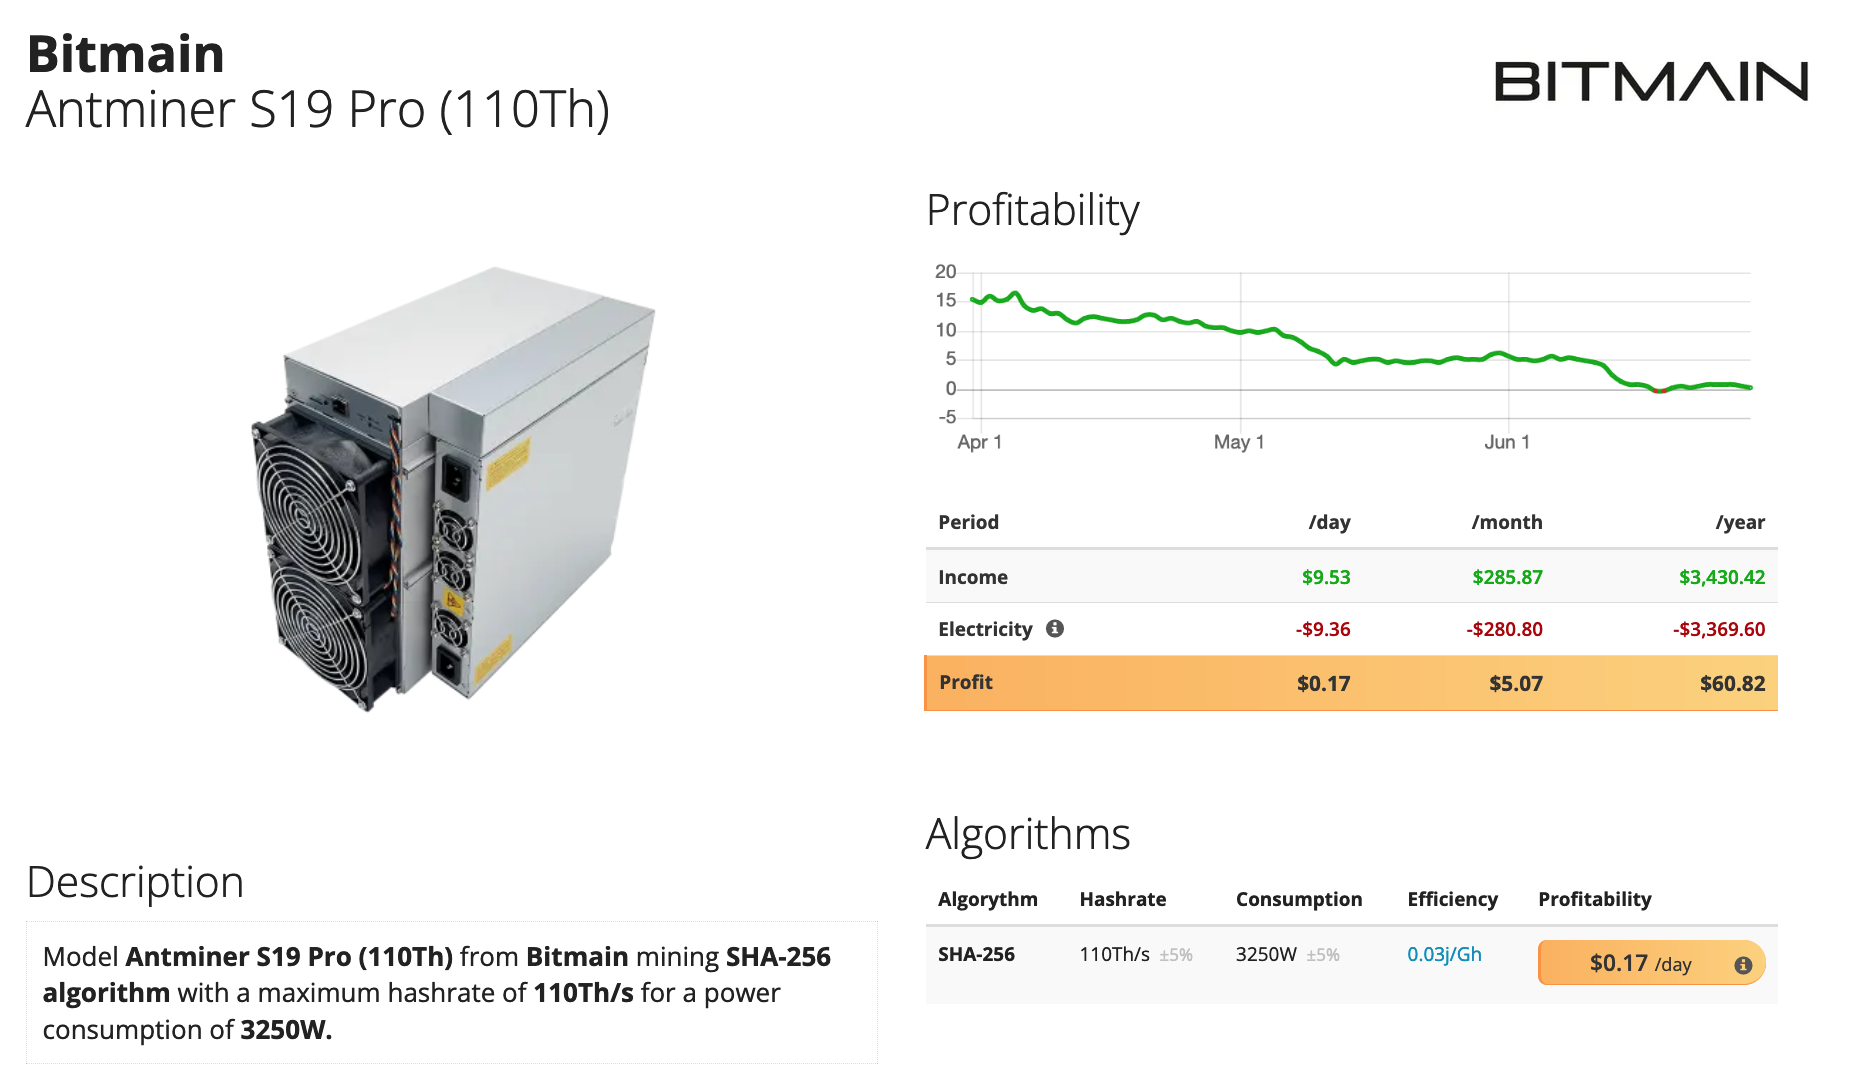 Bitmain
Antminer S19 Pro (110Th)
BITMAIN
Profitability
20
15
10
5
0
-5
Apr 1 May 1 Jun 1
Period /day /month /year
Income $9.53 $285.87 $3,430.42
Electricity -$9.36 -$280.80 -$3,369.60
Profit $0.17 $5.07 $60.82
Algorithms
Algorythm Hashrate Consumption Efficiency Profitability
SHA-256 110Th/s ±5% 3250W ±5% 0.03j/Gh $0.17 /day
Description
Model Antminer S19 Pro (110Th) from Bitmain mining SHA-256
algorithm with a maximum hashrate of 110Th/s for a power
consumption of 3250W.